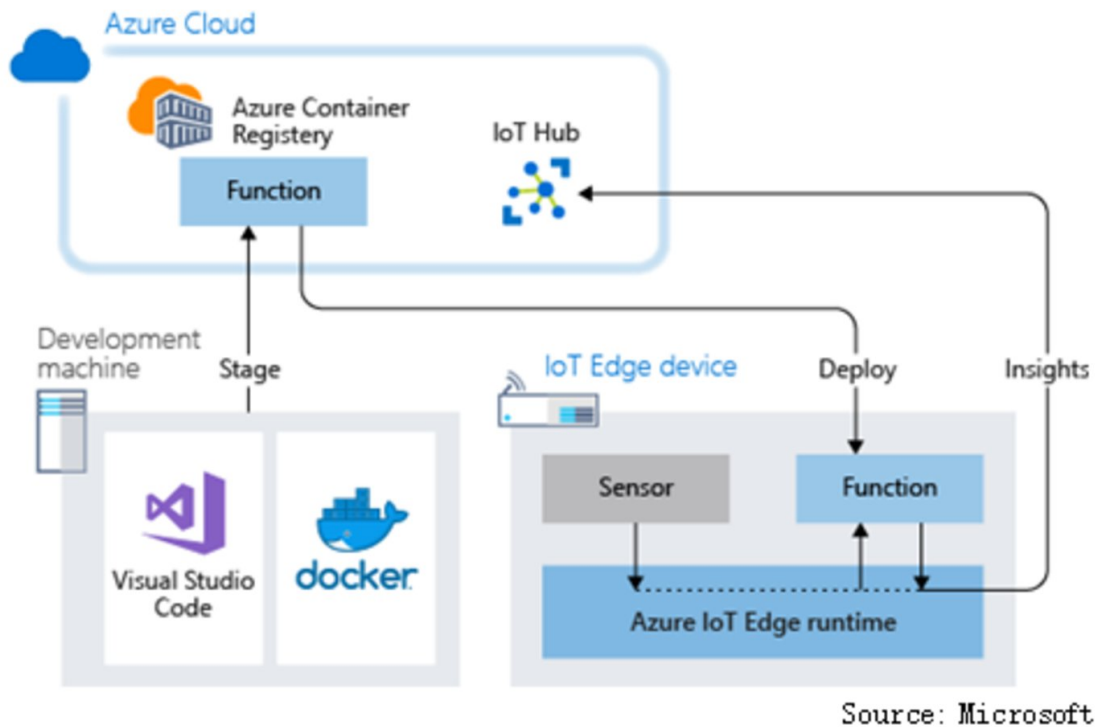 Azure Cloud
Azure Container
Registery
IoT Hub
Function
Development
machine
Stage
IoT Edge device
Deploy
Insights
Sensor
Function
Visual Studio
Code
docker
Azure IoT Edge runtime
Source: Microsoft